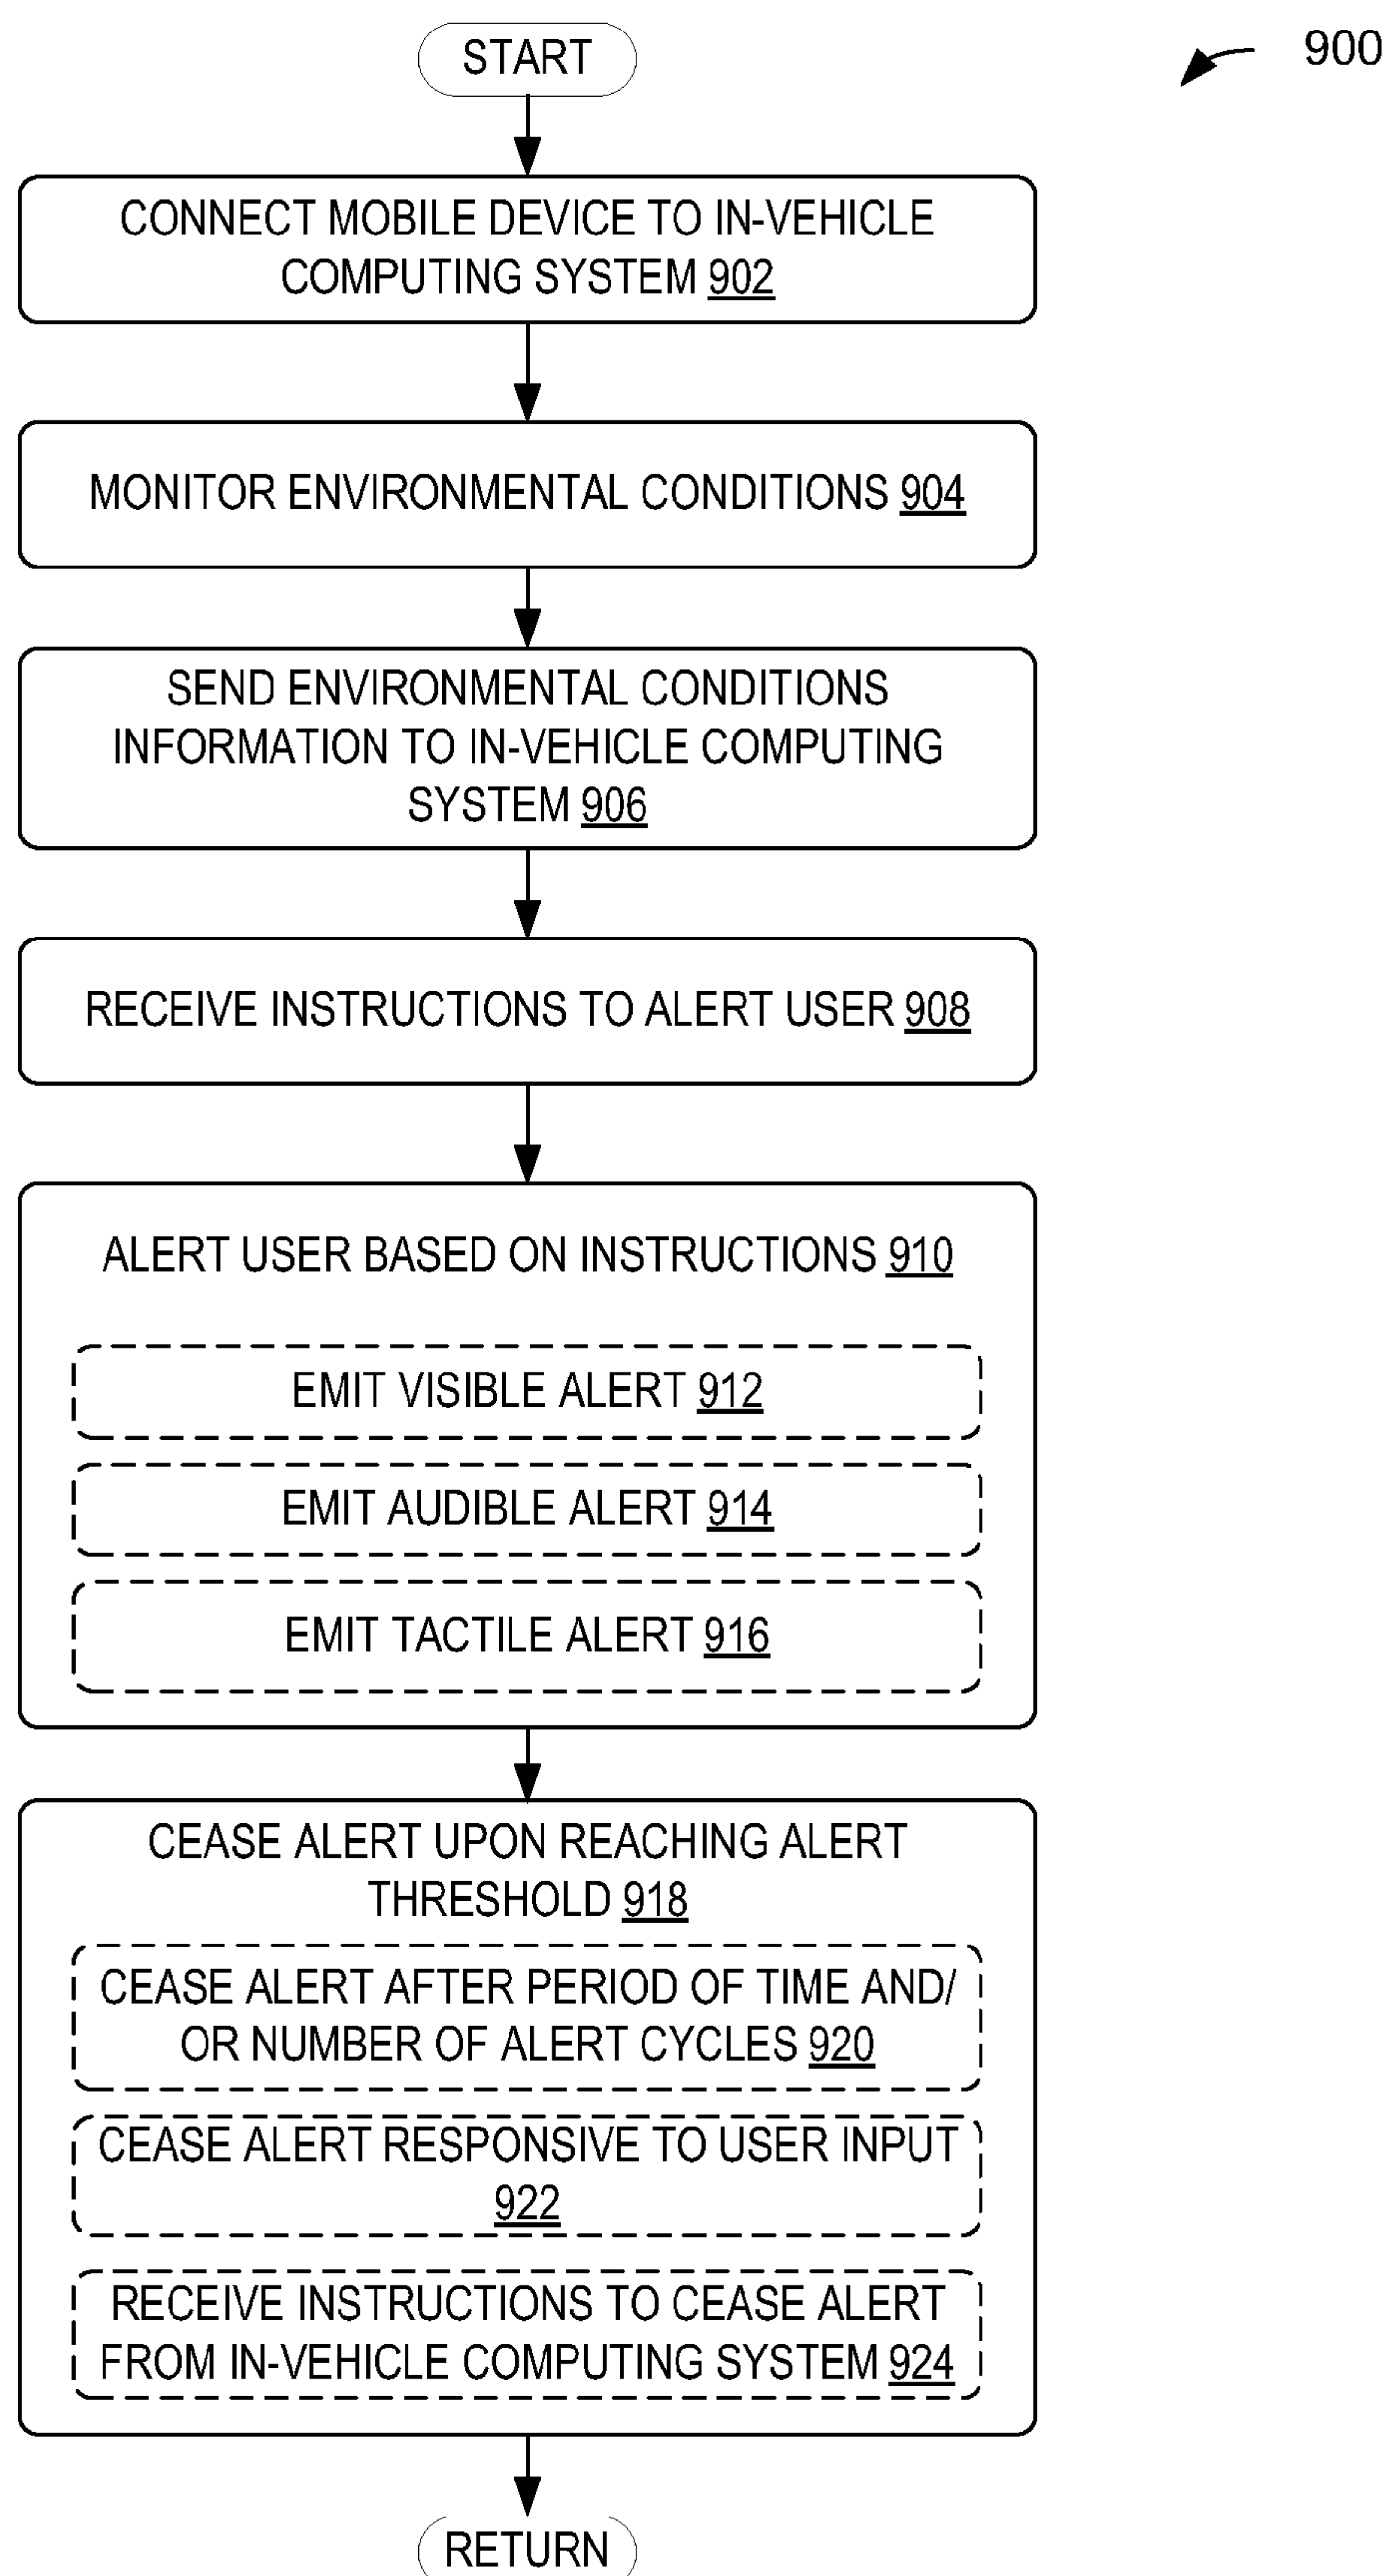 START
900
CONNECT MOBILE DEVICE TO IN-VEHICLE
COMPUTING SYSTEM 902
MONITOR ENVIRONMENTAL CONDITIONS 904
SEND ENVIRONMENTAL CONDITIONS
INFORMATION TO IN-VEHICLE COMPUTING
SYSTEM 906
RECEIVE INSTRUCTIONS TO ALERT USER 908
ALERT USER BASED ON INSTRUCTIONS 910
EMIT VISIBLE ALERT 912
EMIT AUDIBLE ALERT 914
EMIT TACTILE ALERT 916
CEASE ALERT UPON REACHING ALERT
THRESHOLD 918
CEASE ALERT AFTER PERIOD OF TIME AND/
OR NUMBER OF ALERT CYCLES 920
CEASE ALERT RESPONSIVE TO USER INPUT
922
RECEIVE INSTRUCTIONS TO CEASE ALERT
FROM IN-VEHICLE COMPUTING SYSTEM 924
RETURN